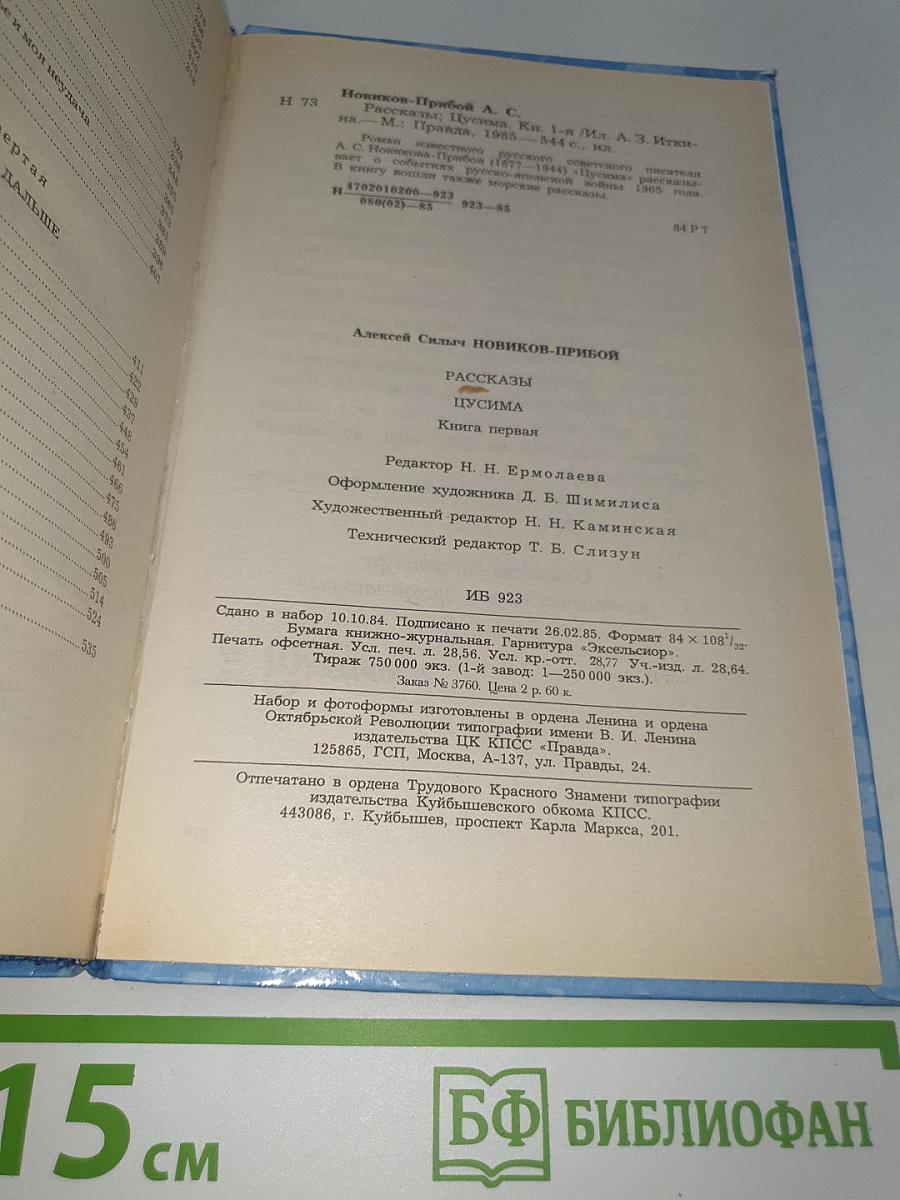 е и моя неудача
ертая
ДАЛЬШЕ
401
411
425
429
437
448
454
461
466
475
486
493
500
505
514
524
535
Новиков-Прибой А. С.
Н 73
Рассказы; Цусима. Кн. 1-я /Ил. А. З. Итки-
на.— М.: Правда, 1985.— 544 с., ил.
Роман известного русского советского писателя
А. С. Новикова-Прибоя (1877—1944) «Цусима» рассказы-
вает о событиях русско-японской войны 1905 года.
В книгу вошли также морские рассказы.
Н 4702010200—923
080(02)—85 923—85
84 Р 7
Алексей Силыч НОВИКОВ-ПРИБОЙ
РАССКАЗЫ
ЦУСИМА
Книга первая
Редактор Н. Н. Ермолаева
Оформление художника Д. Б. Шимилиса
Художественный редактор Н. Н. Каминская
Технический редактор Т. Б. Слизун
ИБ 923
Сдано в набор 10.10.84. Подписано к печати 26.02.85. Формат 84 × 108¹/₃₂.
Бумага книжно-журнальная. Гарнитура «Эксельсиор».
Печать офсетная. Усл. печ. л. 28,56. Усл. кр.-отт. 28,77 Уч.-изд. л. 28,64.
Тираж 750 000 экз. (1-й завод: 1—250 000 экз.).
Заказ № 3760. Цена 2 р. 60 к.
Набор и фотоформы изготовлены в ордена Ленина и ордена
Октябрьской Революции типографии имени В. И. Ленина
издательства ЦК КПСС «Правда».
125865, ГСП, Москва, А-137, ул. Правды, 24.
Отпечатано в ордена Трудового Красного Знамени типографии
издательства Куйбышевского обкома КПСС.
443086, г. Куйбышев, проспект Карла Маркса, 201.
15 см
БФ БИБЛИОФАН